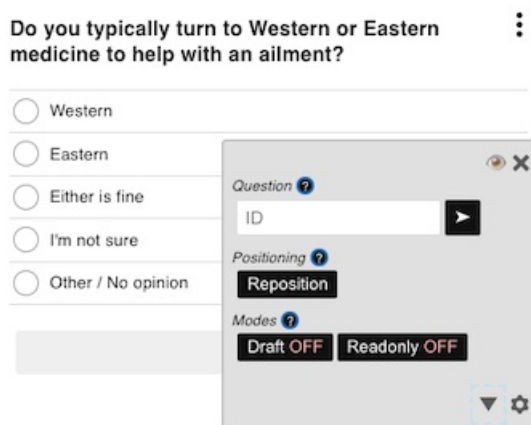 Do you typically turn to Western or Eastern
medicine to help with an ailment?
Western
Eastern
Either is fine
I'm not sure
Other / No opinion
Question ?
ID
Positioning ?
Reposition
Modes ?
Draft OFF Readonly OFF